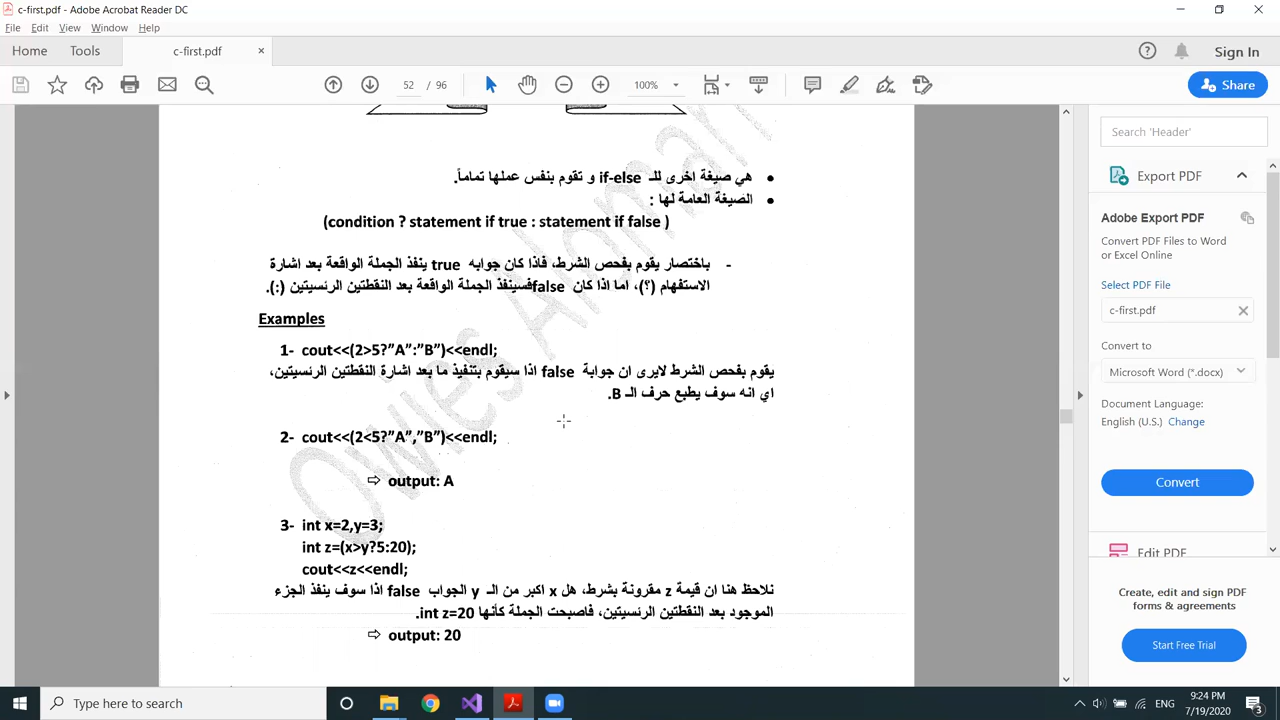 c-first.pdf - Adobe Acrobat Reader DC
File Edit View Window Help
Home Tools c-first.pdf × Sign In
52 / 96 100% Share
هي صيغة اخرى للـ if-else و تقوم بنفس عملها تماماً.
الصيغة العامة لها :
(condition ? statement if true : statement if false )
- باختصار يقوم بفحص الشرط، فاذا كان جوابه true ينفذ الجملة الواقعة بعد اشارة
الاستفهام (؟)، اما اذا كان falseفسينفذ الجملة الواقعة بعد النقطتين الرئسيتين (:).
Examples
1- cout<<(2>5?”A”:”B”)<<endl;
يقوم بفحص الشرط لايرى ان جوابة false اذا سيقوم بتنفيذ ما بعد اشارة النقطتين الرئسيتين،
اي انه سوف يطبع حرف الـ B.
2- cout<<(2<5?”A”,”B”)<<endl;
⇨ output: A
3- int x=2,y=3;
int z=(x>y?5:20);
cout<<z<<endl;
نلاحظ هنا ان قيمة z مقرونة بشرط، هل x اكبر من الـ y الجواب false اذا سوف ينفذ الجزء
الموجود بعد النقطتين الرئسيتين، فاصبحت الجملة كأنها int z=20.
⇨ output: 20
Owies Alomari
Search 'Header'
Export PDF
Adobe Export PDF
Convert PDF Files to Word
or Excel Online
Select PDF File
c-first.pdf
Convert to
Microsoft Word (*.docx)
Document Language:
English (U.S.) Change
Convert
Edit PDF
Create, edit and sign PDF
forms & agreements
Start Free Trial
Type here to search
ENG
9:24 PM
7/19/2020
3